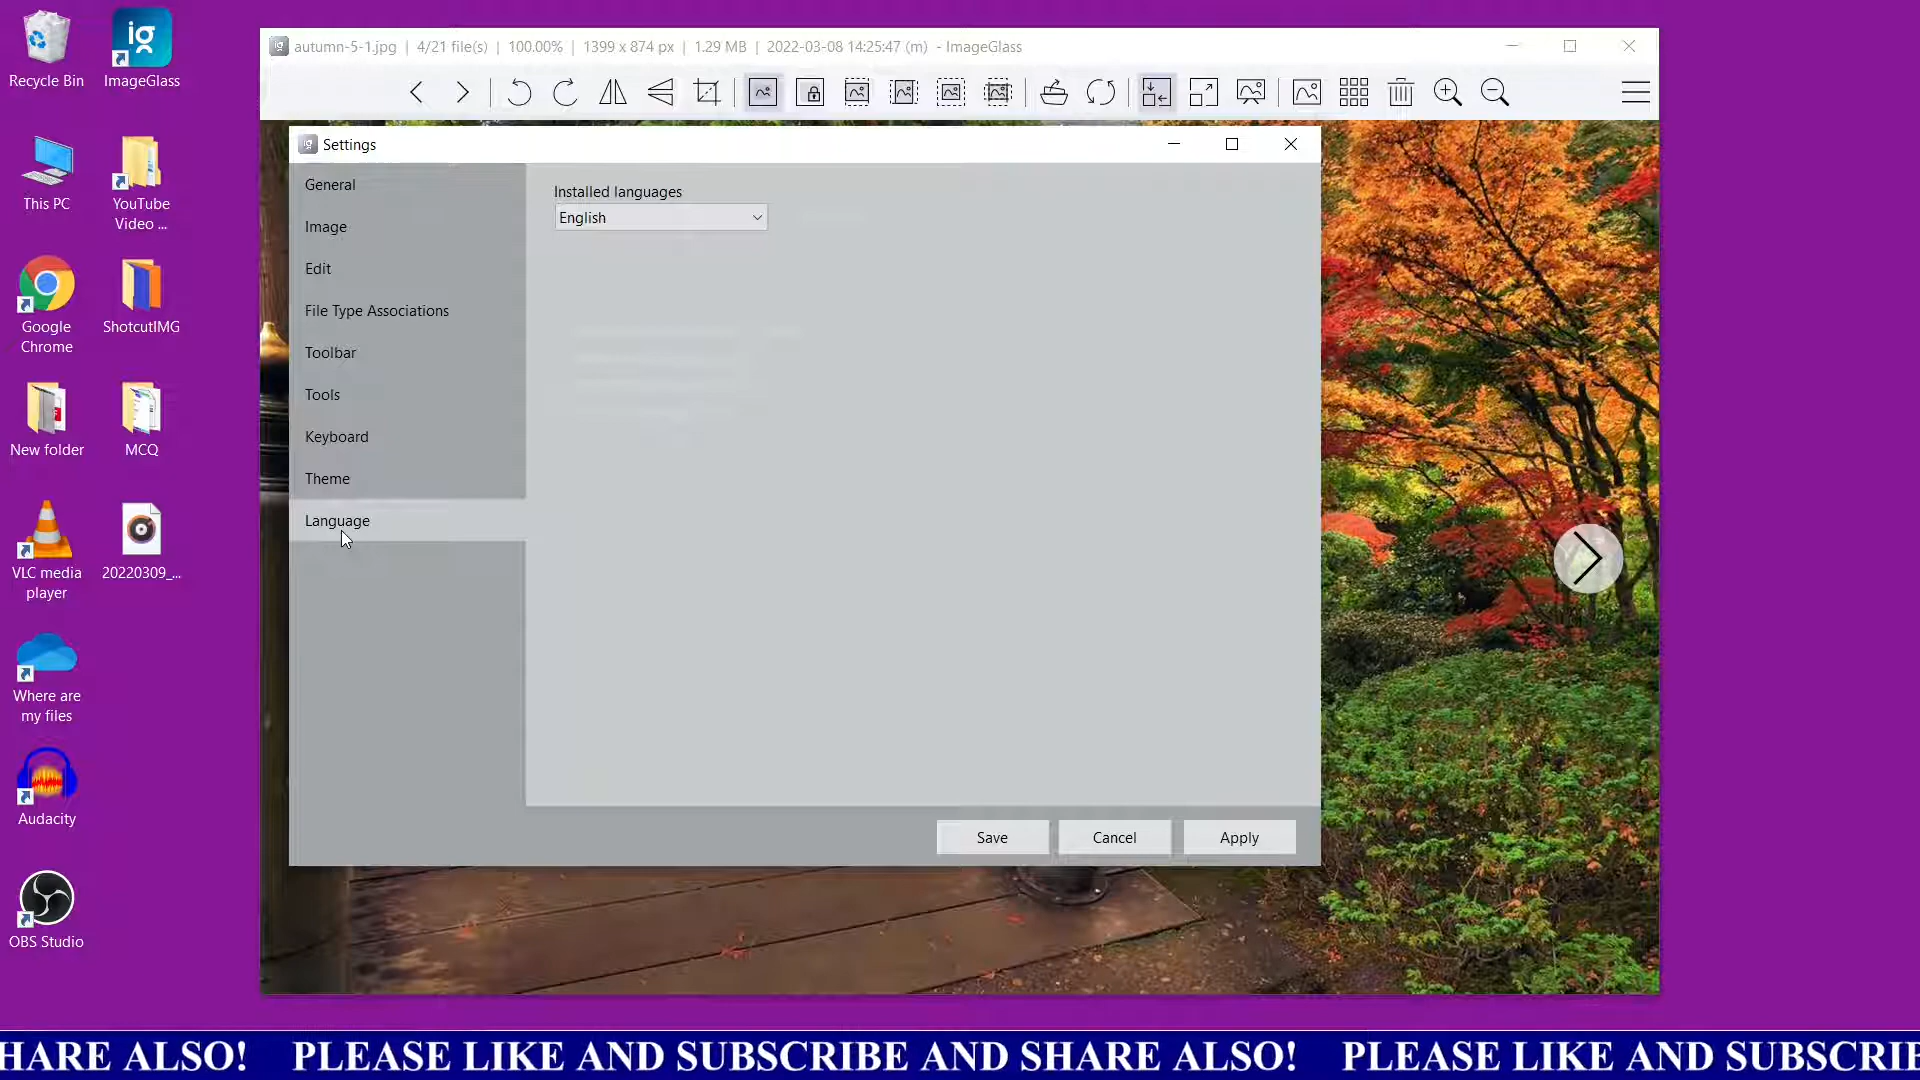 Recycle Bin
ImageGlass
This PC
YouTube
Video ...
Google
Chrome
ShotcutIMG
New folder
MCQ
VLC media
player
20220309_...
Where are
my files
Audacity
OBS Studio
autumn-5-1.jpg | 4/21 file(s) | 100.00% | 1399 x 874 px | 1.29 MB | 2022-03-08 14:25:47 (m) - ImageGlass
Settings
General
Image
Edit
File Type Associations
Toolbar
Tools
Keyboard
Theme
Language
Installed languages
English
Save
Cancel
Apply
HARE ALSO! PLEASE LIKE AND SUBSCRIBE AND SHARE ALSO! PLEASE LIKE AND SUBSCRIB